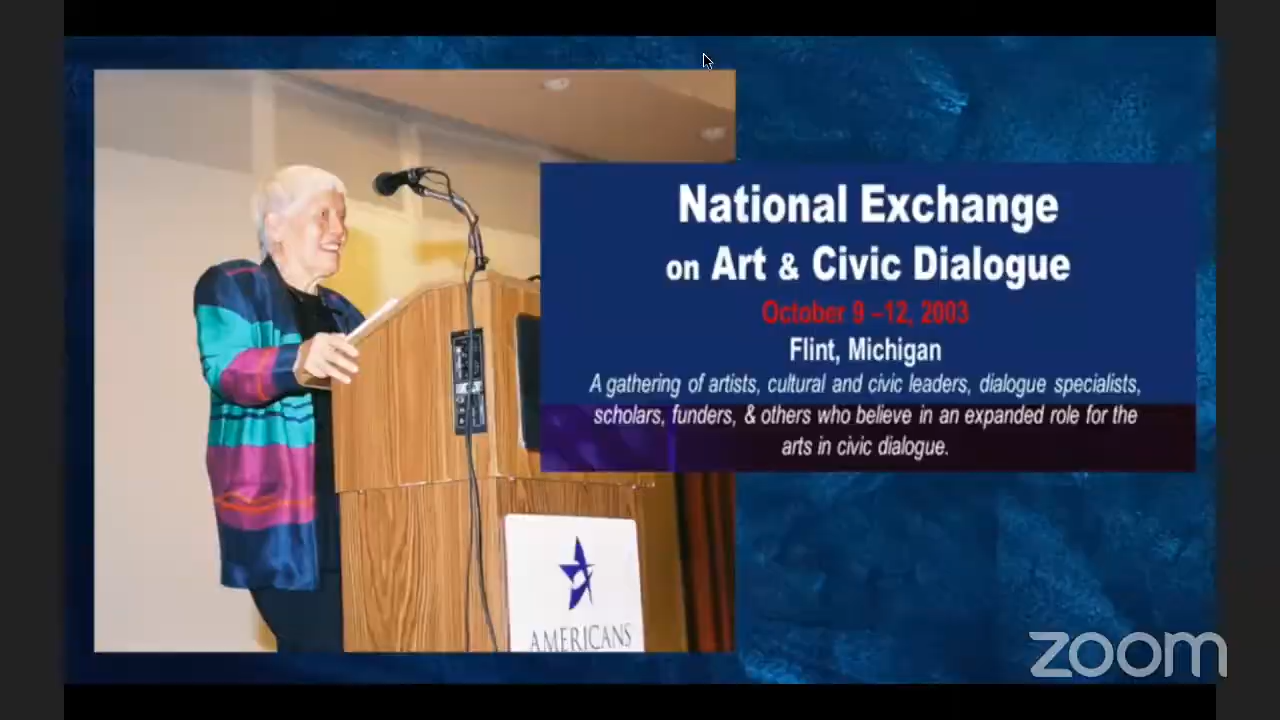 National Exchange
on Art & Civic Dialogue
October 9 –12, 2003
Flint, Michigan
A gathering of artists, cultural and civic leaders, dialogue specialists,
scholars, funders, & others who believe in an expanded role for the
arts in civic dialogue.
AMERICANS
zoom